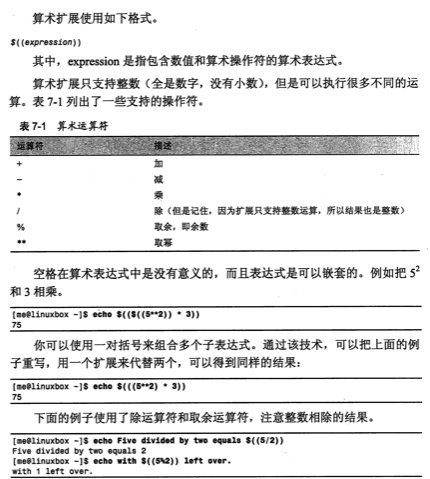 算术扩展使用如下格式。
$((expression))
其中，expression 是指包含数值和算术操作符的算术表达式。
算术扩展只支持整数（全是数字，没有小数），但是可以执行很多不同的运
算。表 7-1 列出了一些支持的操作符。
表 7-1 算术运算符
运算符 描述
+ 加
− 减
* 乘
/ 除（但是记住，因为扩展只支持整数运算，所以结果也是整数）
% 取余，即余数
** 取幂
空格在算术表达式中是没有意义的，而且表达式是可以嵌套的。例如把 5²
和 3 相乘。
[me@linuxbox ~]$ echo $(($((5**2)) * 3))
75
你可以使用一对括号来组合多个子表达式。通过该技术，可以把上面的例
子重写，用一个扩展来代替两个，可以得到同样的结果：
[me@linuxbox ~]$ echo $(((5**2) * 3))
75
下面的例子使用了除运算符和取余运算符，注意整数相除的结果。
[me@linuxbox ~]$ echo Five divided by two equals $((5/2))
Five divided by two equals 2
[me@linuxbox ~]$ echo with $((5%2)) left over.
with 1 left over.